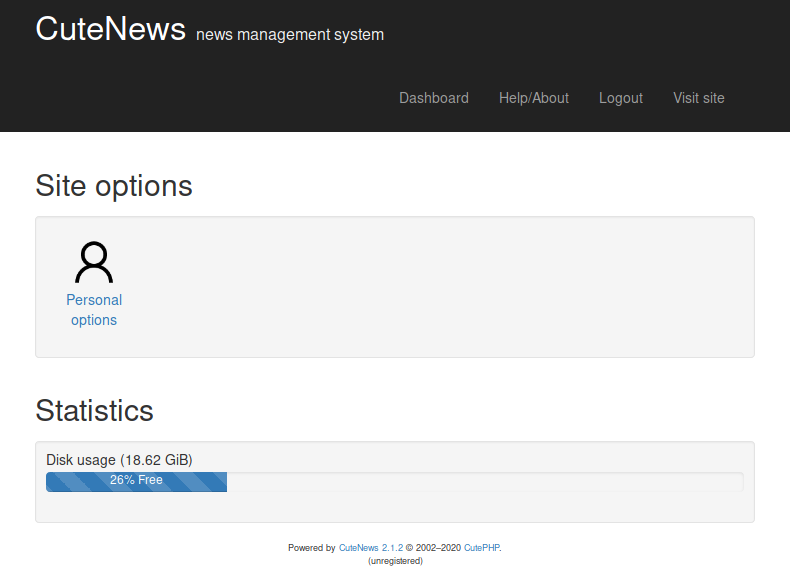 CuteNews news management system
Dashboard Help/About Logout Visit site
Site options
Personal
options
Statistics
Disk usage (18.62 GiB)
26% Free
Powered by CuteNews 2.1.2 © 2002–2020 CutePHP.
(unregistered)